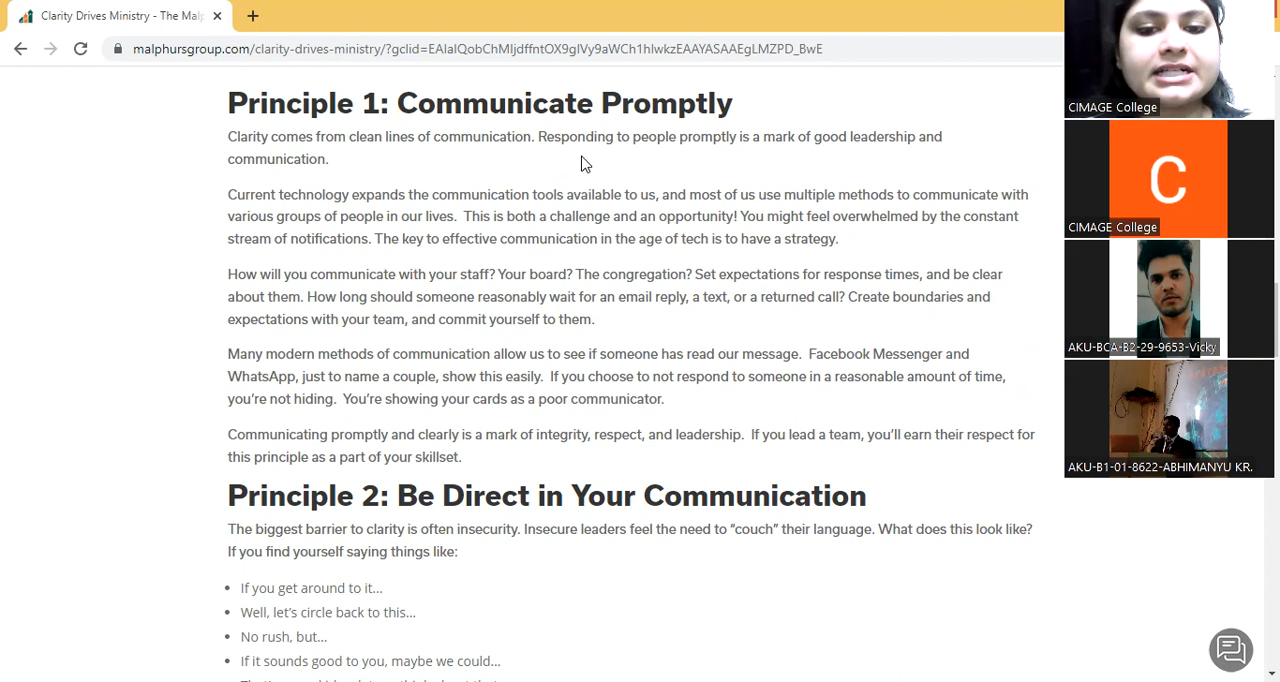 Clarity Drives Ministry - The Malp
malphursgroup.com/clarity-drives-ministry/?gclid=EAIaIQobChMIjdffntOX9gIVy9aWCh1hIwkzEAAYASAAEgLMZPD_BwE
Principle 1: Communicate Promptly
Clarity comes from clean lines of communication. Responding to people promptly is a mark of good leadership and
communication.
Current technology expands the communication tools available to us, and most of us use multiple methods to communicate with
various groups of people in our lives. This is both a challenge and an opportunity! You might feel overwhelmed by the constant
stream of notifications. The key to effective communication in the age of tech is to have a strategy.
How will you communicate with your staff? Your board? The congregation? Set expectations for response times, and be clear
about them. How long should someone reasonably wait for an email reply, a text, or a returned call? Create boundaries and
expectations with your team, and commit yourself to them.
Many modern methods of communication allow us to see if someone has read our message. Facebook Messenger and
WhatsApp, just to name a couple, show this easily. If you choose to not respond to someone in a reasonable amount of time,
you're not hiding. You're showing your cards as a poor communicator.
Communicating promptly and clearly is a mark of integrity, respect, and leadership. If you lead a team, you'll earn their respect for
this principle as a part of your skillset.
Principle 2: Be Direct in Your Communication
The biggest barrier to clarity is often insecurity. Insecure leaders feel the need to “couch” their language. What does this look like?
If you find yourself saying things like:
• If you get around to it…
• Well, let's circle back to this…
• No rush, but…
• If it sounds good to you, maybe we could…
CIMAGE College
C
CIMAGE College
AKU-BCA-B2-29-9653-Vicky
AKU-B1-01-8622-ABHIMANYU KR.